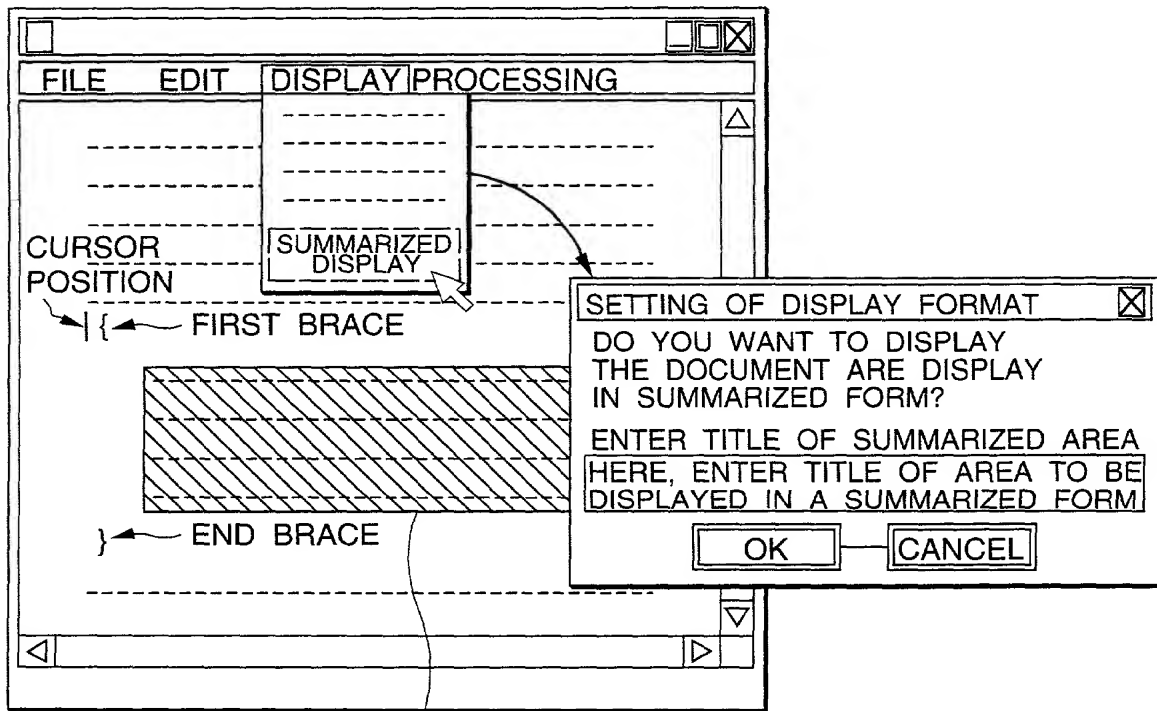 FILE EDIT DISPLAY PROCESSING
SUMMARIZED
DISPLAY
CURSOR
POSITION
{ FIRST BRACE
} END BRACE
SETTING OF DISPLAY FORMAT
DO YOU WANT TO DISPLAY
THE DOCUMENT ARE DISPLAY
IN SUMMARIZED FORM?
ENTER TITLE OF SUMMARIZED AREA
HERE, ENTER TITLE OF AREA TO BE
DISPLAYED IN A SUMMARIZED FORM
OK CANCEL